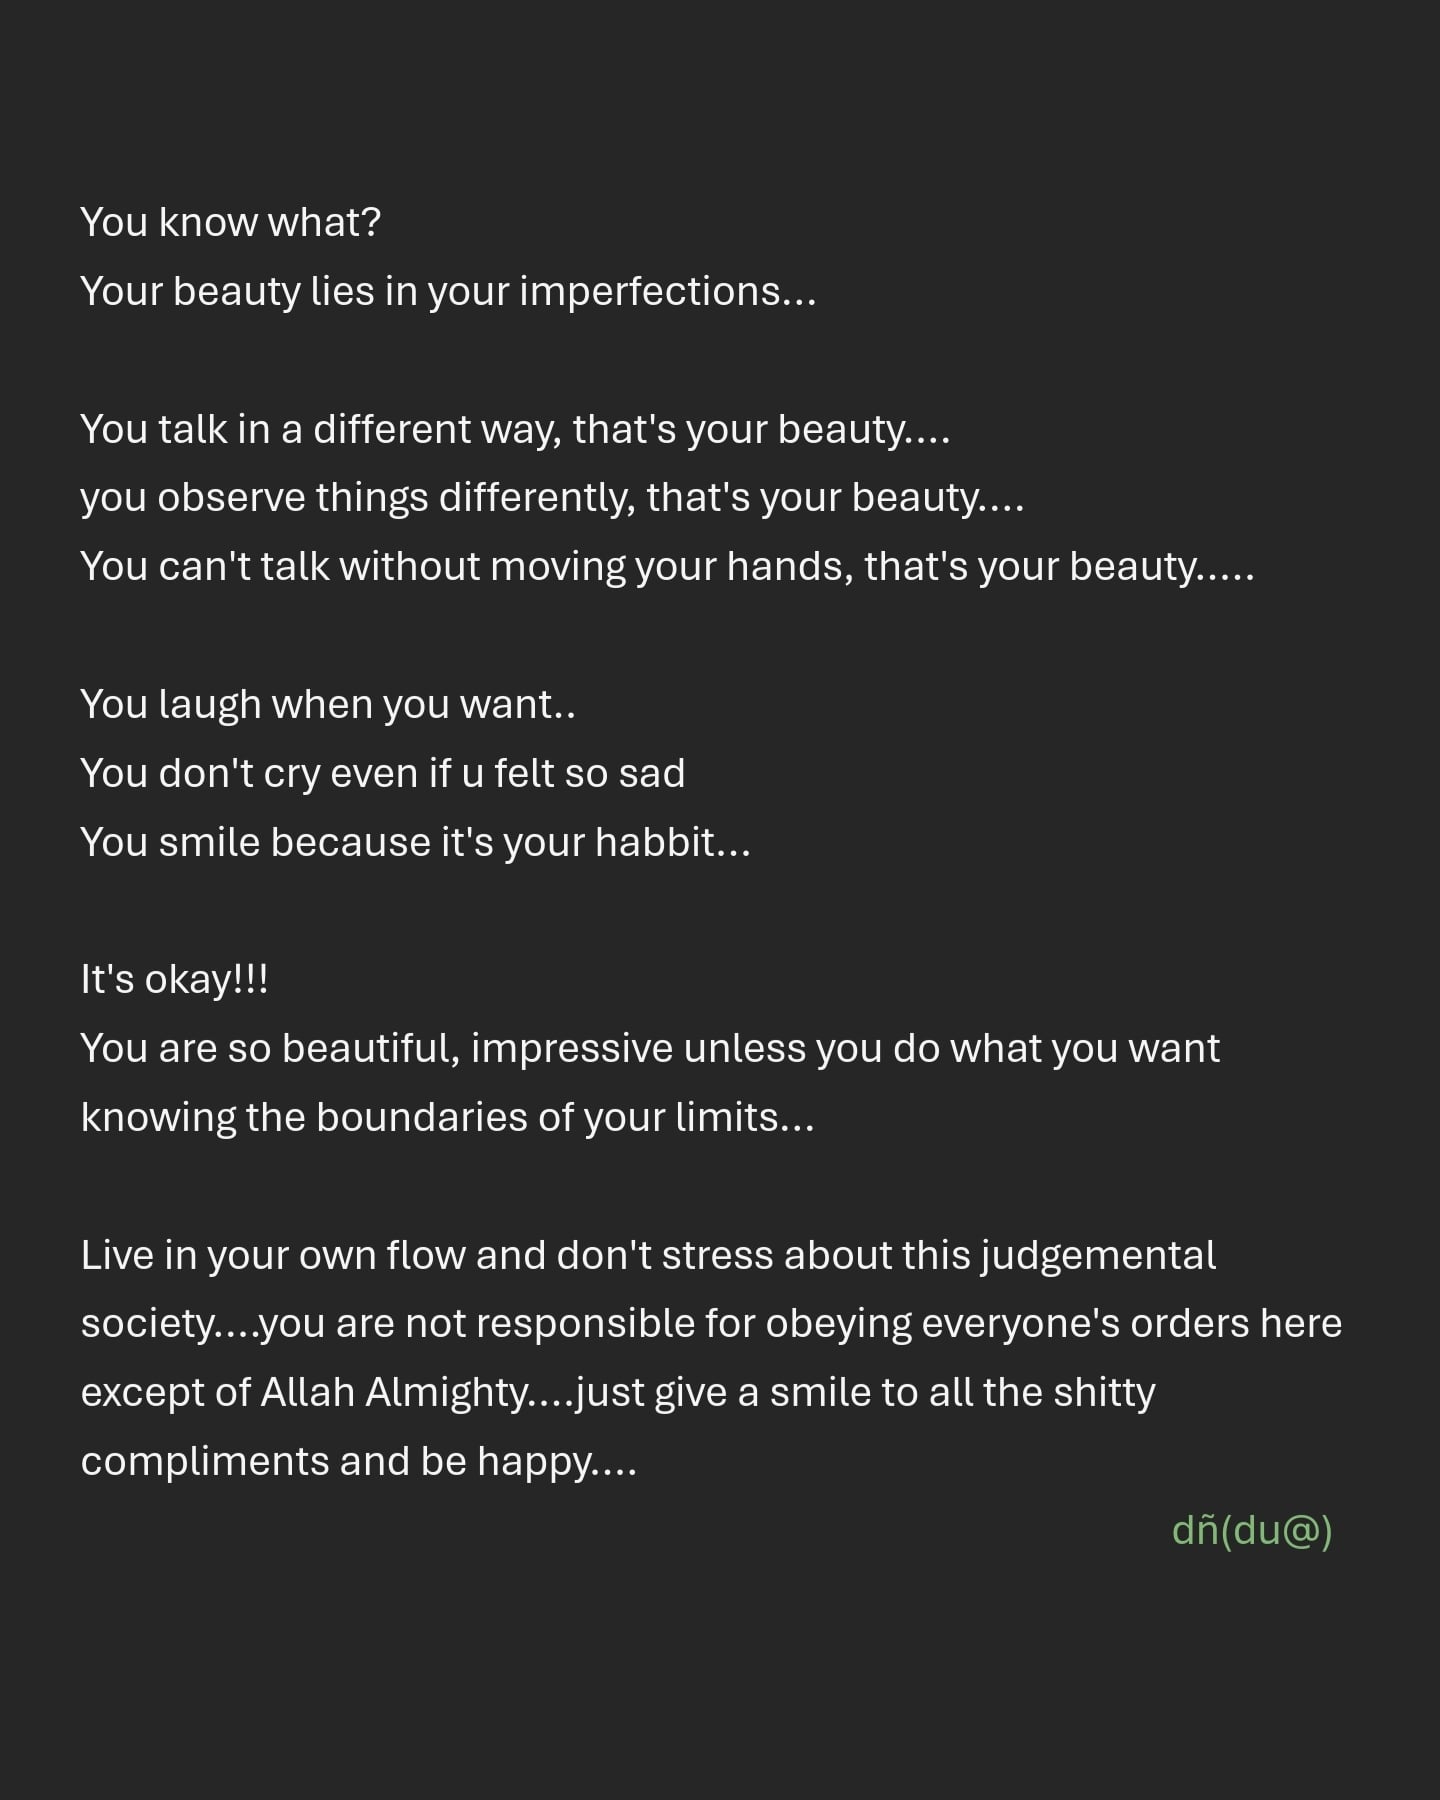 You know what?
Your beauty lies in your imperfections...
You talk in a different way, that's your beauty....
you observe things differently, that's your beauty....
You can't talk without moving your hands, that's your beauty.....
You laugh when you want..
You don't cry even if u felt so sad
You smile because it's your habbit...
It's okay!!!
You are so beautiful, impressive unless you do what you want
knowing the boundaries of your limits...
Live in your own flow and don't stress about this judgemental
society....you are not responsible for obeying everyone's orders here
except of Allah Almighty....just give a smile to all the shitty
compliments and be happy....
dñ(du@)